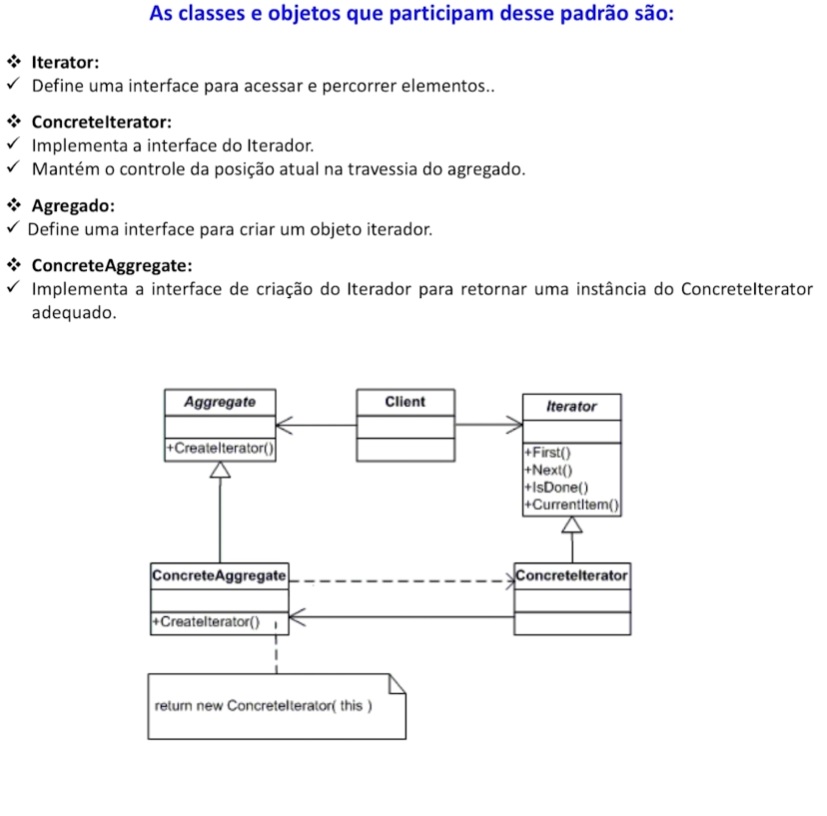 As classes e objetos que participam desse padrão são:
❖ Iterator:
✓ Define uma interface para acessar e percorrer elementos..
❖ ConcreteIterator:
✓ Implementa a interface do Iterador.
✓ Mantém o controle da posição atual na travessia do agregado.
❖ Agregado:
✓ Define uma interface para criar um objeto iterador.
❖ ConcreteAggregate:
✓ Implementa a interface de criação do Iterador para retornar uma instância do ConcreteIterator
adequado.
Aggregate
+CreateIterator()
Client
Iterator
+First()
+Next()
+IsDone()
+CurrentItem()
ConcreteAggregate
+CreateIterator()
ConcreteIterator
return new ConcreteIterator( this )